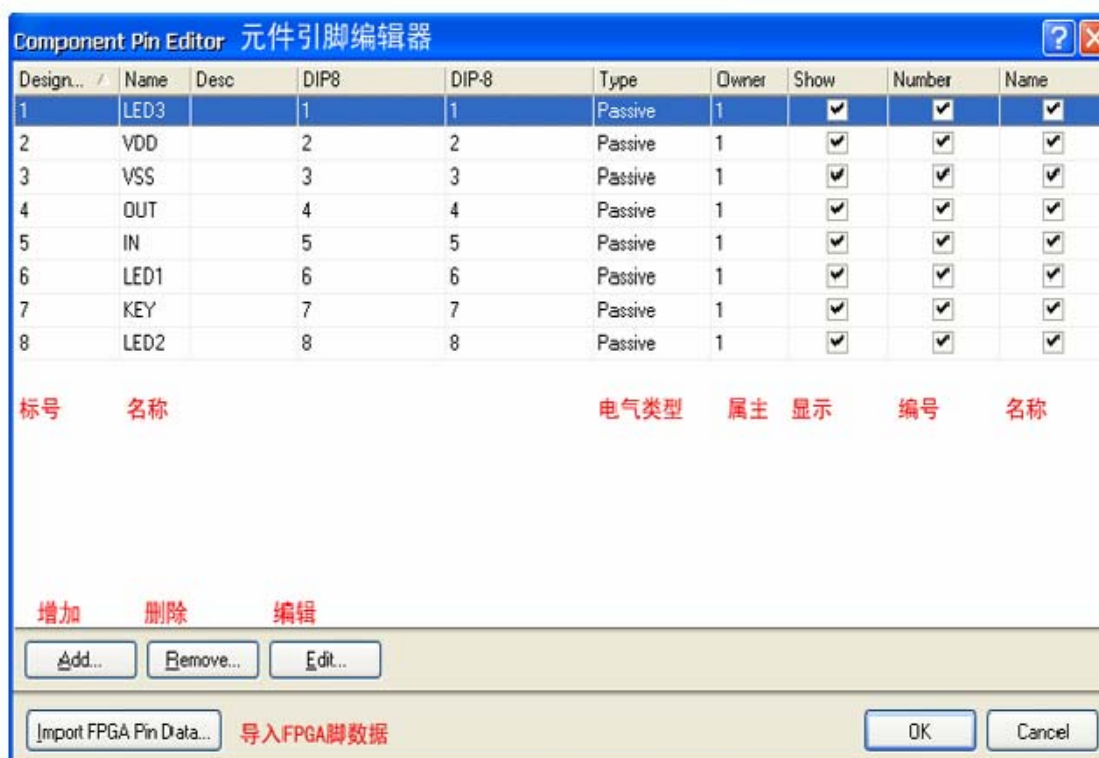 Component Pin Editor 元件引脚编辑器
Design... Name Desc DIP8 DIP-8 Type Owner Show Number Name
1 LED3 1 1 Passive 1
2 VDD 2 2 Passive 1
3 VSS 3 3 Passive 1
4 OUT 4 4 Passive 1
5 IN 5 5 Passive 1
6 LED1 6 6 Passive 1
7 KEY 7 7 Passive 1
8 LED2 8 8 Passive 1
标号 名称 电气类型 属主 显示 编号 名称
增加 删除 编辑
Add... Remove... Edit...
Import FPGA Pin Data... 导入FPGA脚数据 OK Cancel